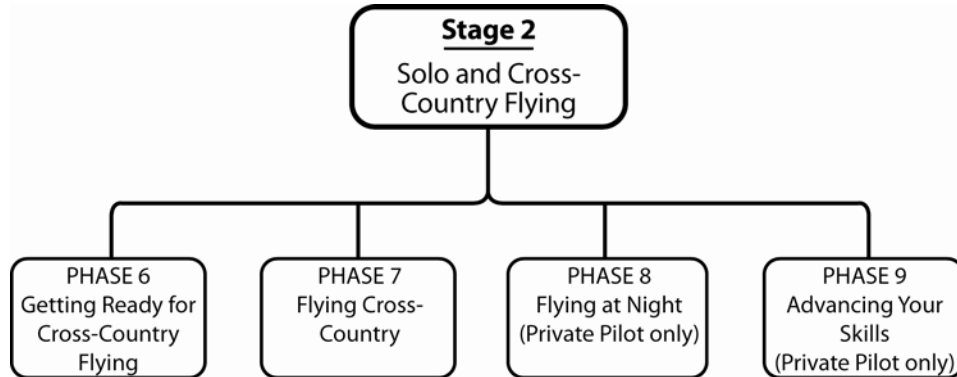 Stage 2
Solo and Cross-
Country Flying
PHASE 6
Getting Ready for
Cross-Country
Flying
PHASE 7
Flying Cross-
Country
PHASE 8
Flying at Night
(Private Pilot only)
PHASE 9
Advancing Your
Skills
(Private Pilot only)